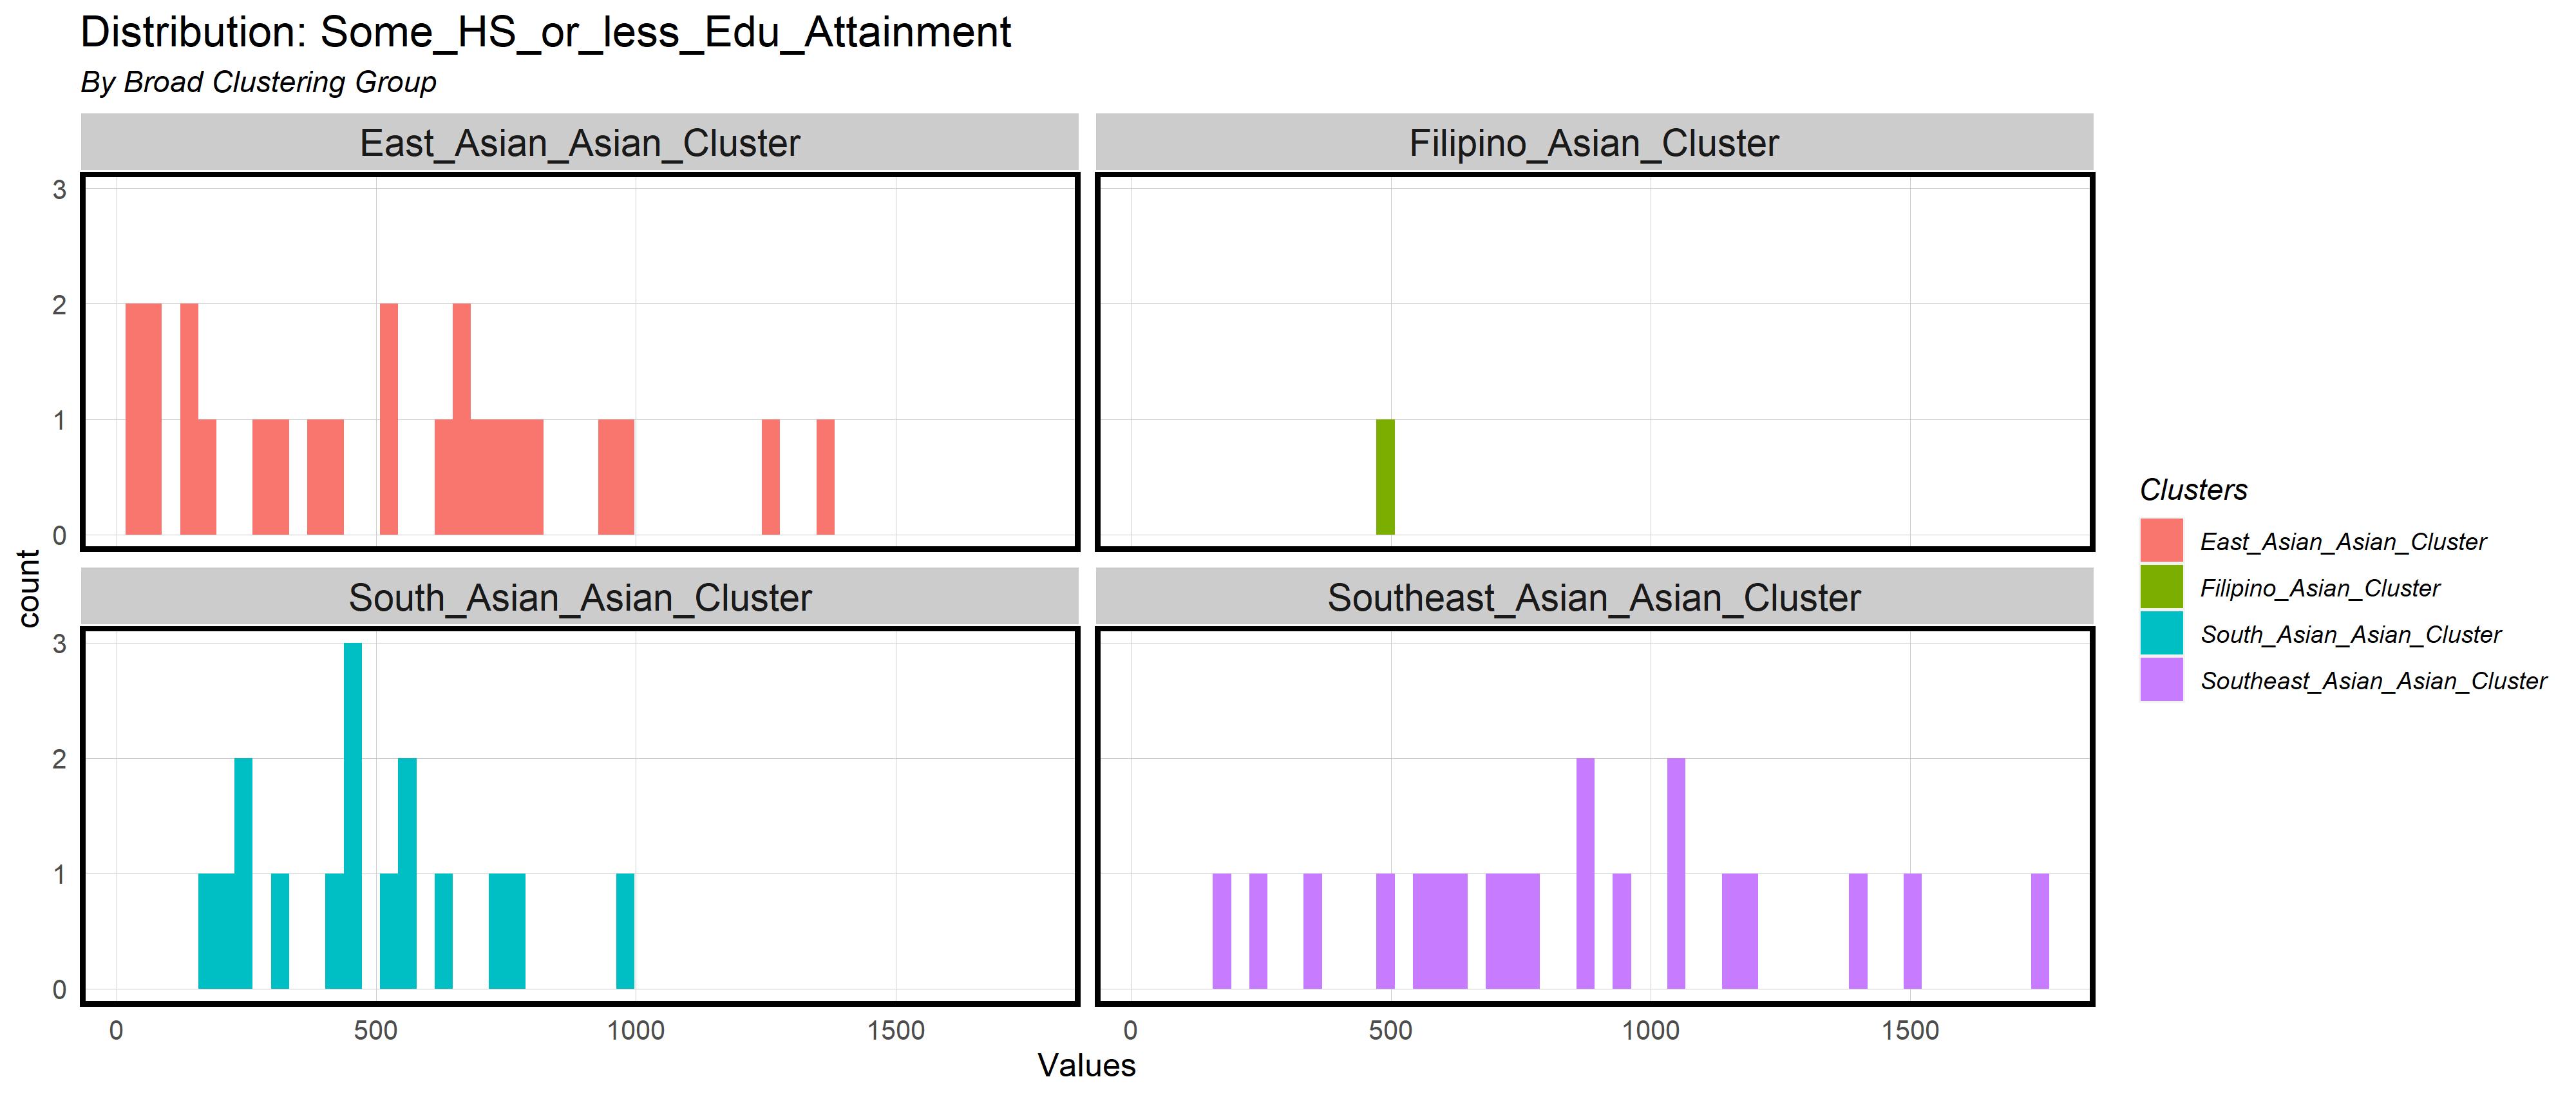 Distribution: Some_HS_or_less_Edu_Attainment
By Broad Clustering Group
East_Asian_Asian_Cluster
Filipino_Asian_Cluster
3
2
1
0
South_Asian_Asian_Cluster
Southeast_Asian_Asian_Cluster
3
2
1
0
count
0
500
1000
1500
0
500
1000
1500
Values
Clusters
East_Asian_Asian_Cluster
Filipino_Asian_Cluster
South_Asian_Asian_Cluster
Southeast_Asian_Asian_Cluster